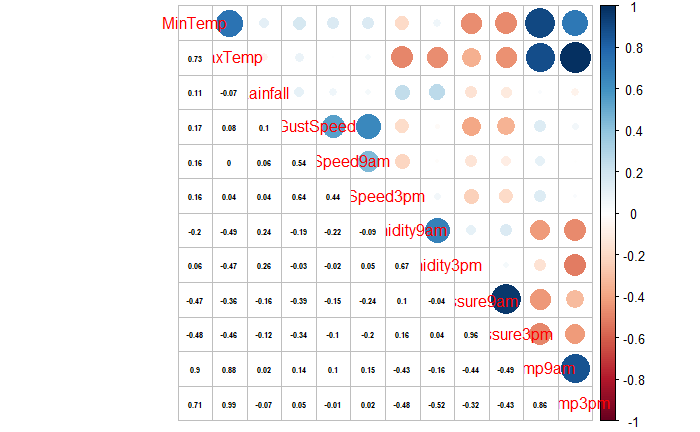 MinTemp
0.73 axTemp
0.11 -0.07 ainfall
0.17 0.08 0.1 GustSpeed
0.16 0 0.06 0.54 Speed9am
0.16 0.04 0.04 0.64 0.44 Speed3pm
-0.2 -0.49 0.24 -0.19 -0.22 -0.09 nidity9am
0.06 -0.47 0.26 -0.03 -0.02 0.05 0.67 nidity3pm
-0.47 -0.36 -0.16 -0.39 -0.15 -0.24 0.1 -0.04 ssure9am
-0.48 -0.46 -0.12 -0.34 -0.1 -0.2 0.16 0.04 0.96 ssure3pm
0.9 0.88 0.02 0.14 0.1 0.15 -0.43 -0.16 -0.44 -0.49 mp9am
0.71 0.99 -0.07 0.05 -0.01 0.02 -0.48 -0.52 -0.32 -0.43 0.86 mp3pm
1
0.8
0.6
0.4
0.2
0
-0.2
-0.4
-0.6
-0.8
-1